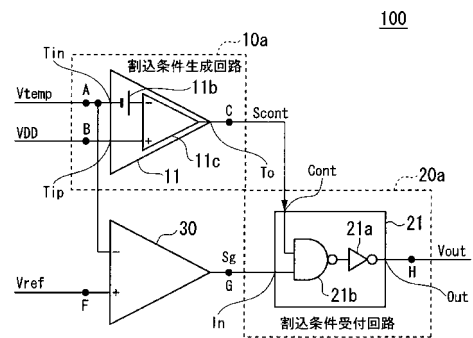 100
10a
Tin
割込条件生成回路
Vtemp
A
11b
C
Scont
VDD
B
11c
To
Tip
11
Cont
20a
30
21
21a
Sg
Vout
Vref
F
G
21b
H
In
Out
割込条件受付回路